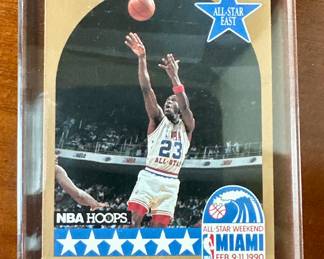 ALL-STAR
EAST
ALL-STAR
23
NBA HOOPS
ALL-STAR WEEKEND
MIAMI
FEB. 9-11, 1990